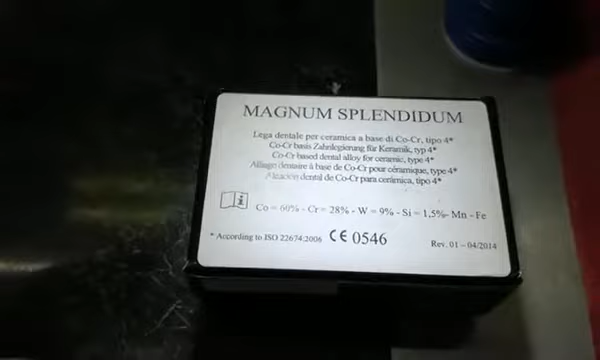 MAGNUM SPLENDIDUM
Lega dentale per ceramica a base di Co-Cr, tipo 4*
Co-Cr basis Zahnlegierung für Keramik, typ 4*
Co-Cr based dental alloy for ceramic, type 4*
Alliage dentaire à base de Co-Cr pour céramique, type 4*
Aleación dental de Co-Cr para cerámica, tipo 4*
Co = 60% - Cr = 28% - W = 9% - Si = 1,5%- Mn - Fe
* According to ISO 22674:2006 CE 0546 Rev. 01 – 04/2014